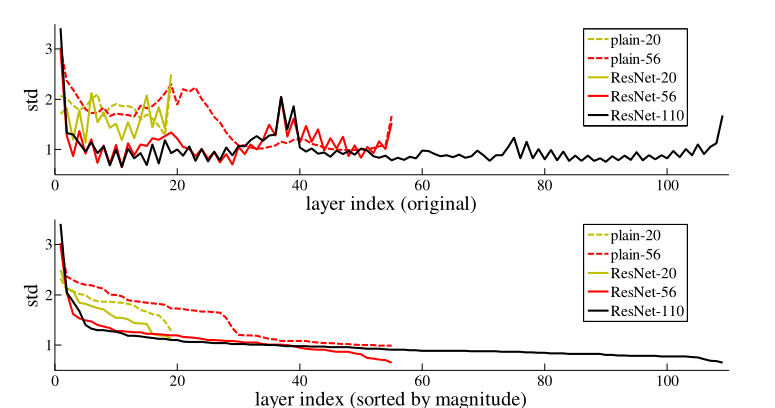 3
2
1
std
0 20 40 60 80 100
layer index (original)
plain-20
plain-56
ResNet-20
ResNet-56
ResNet-110
3
2
1
std
0 20 40 60 80 100
layer index (sorted by magnitude)
plain-20
plain-56
ResNet-20
ResNet-56
ResNet-110